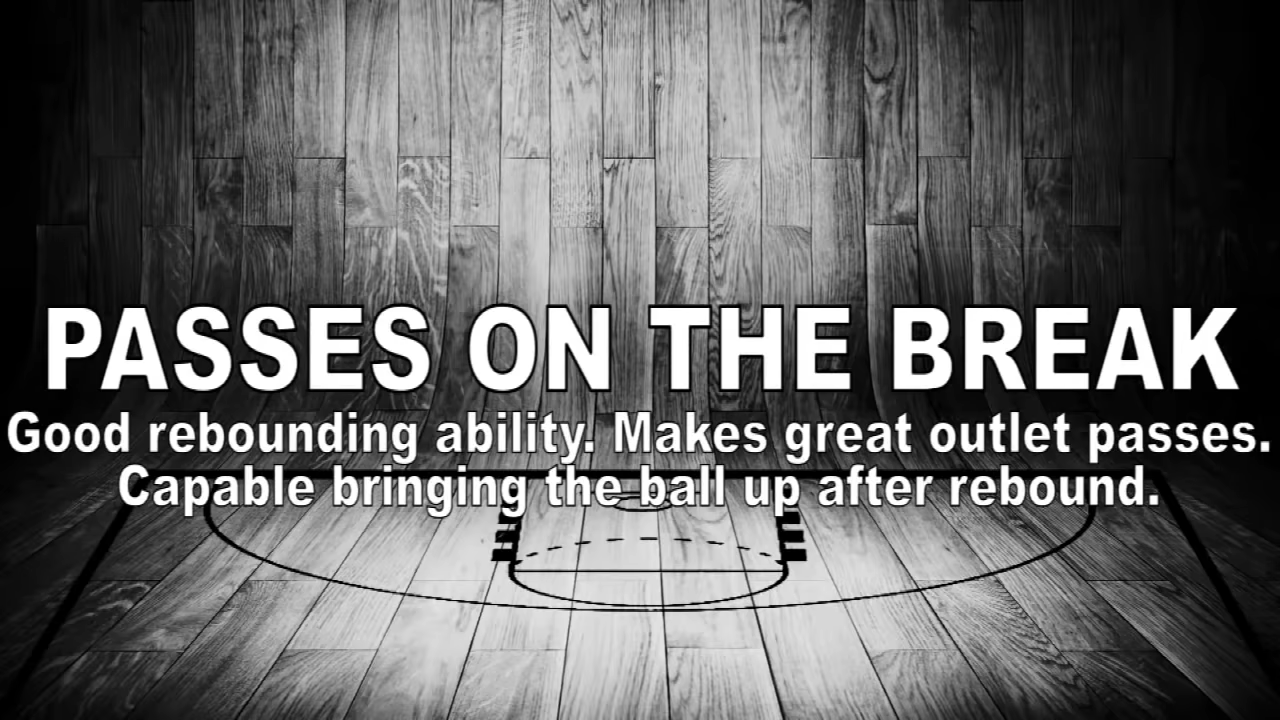 PASSES ON THE BREAK
Good rebounding ability. Makes great outlet passes.
Capable bringing the ball up after rebound.